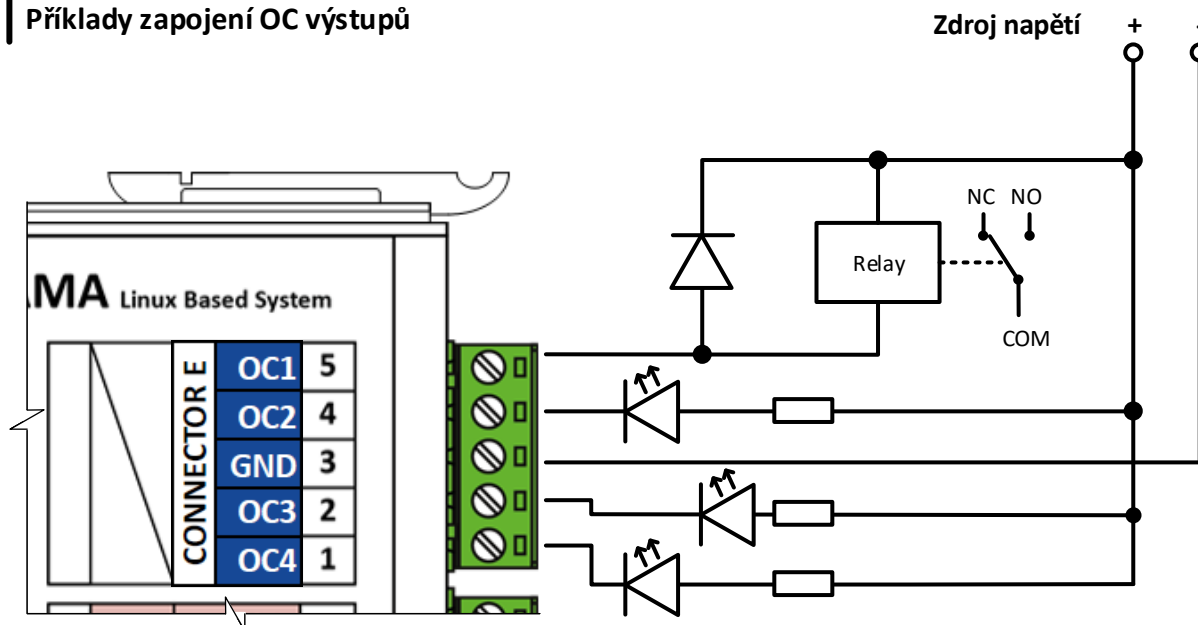 Příklady zapojení OC výstupů
Zdroj napětí + -
NC NO
Relay
COM
MA Linux Based System
CONNECTOR E
OC1 5
OC2 4
GND 3
OC3 2
OC4 1